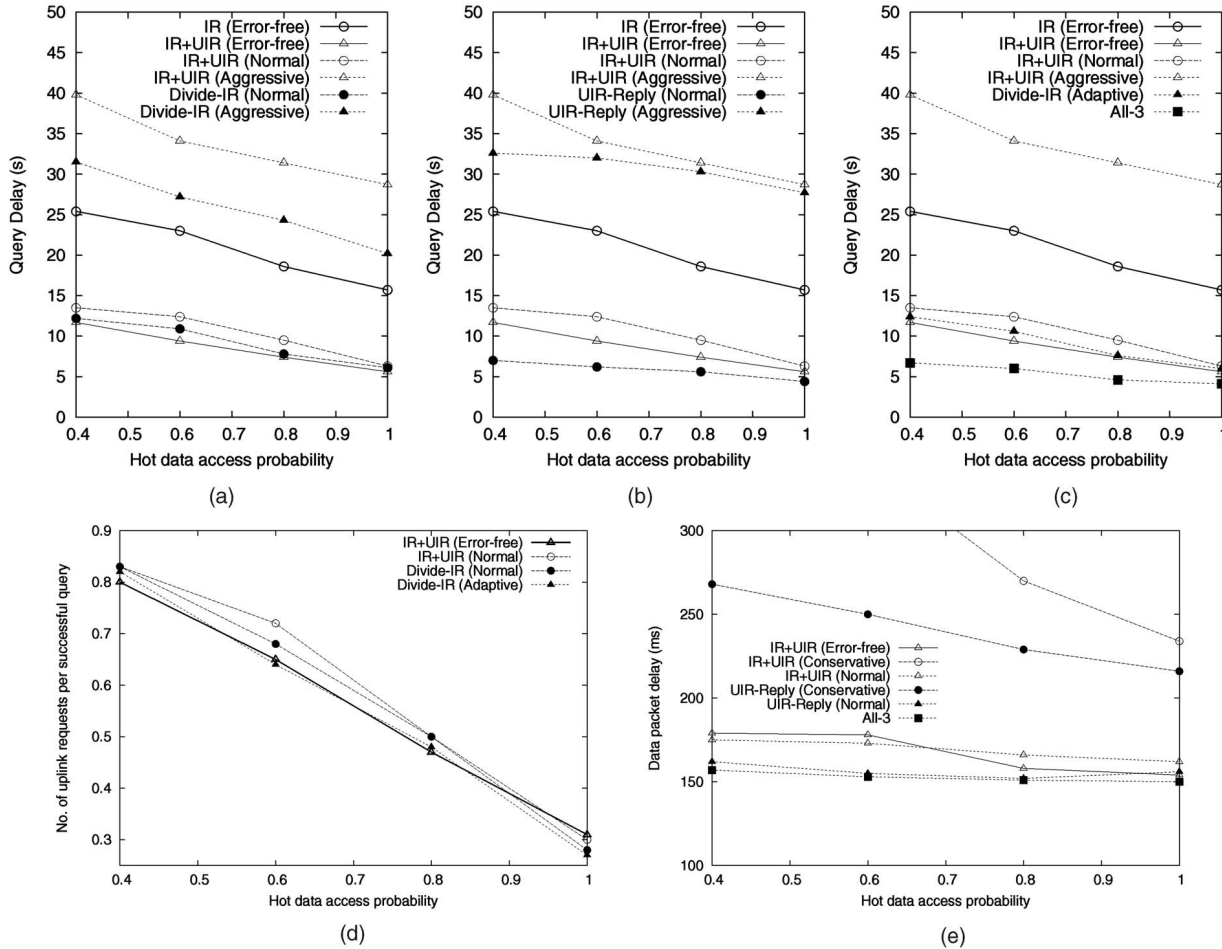 50
45
40
35
30
25
20
15
10
5
0
Query Delay (s)
IR (Error-free)
IR+UIR (Error-free)
IR+UIR (Normal)
IR+UIR (Aggressive)
Divide-IR (Normal)
Divide-IR (Aggressive)
0.4 0.5 0.6 0.7 0.8 0.9 1
Hot data access probability
(a)
50
45
40
35
30
25
20
15
10
5
0
Query Delay (s)
IR (Error-free)
IR+UIR (Error-free)
IR+UIR (Normal)
IR+UIR (Aggressive)
UIR-Reply (Normal)
UIR-Reply (Aggressive)
0.4 0.5 0.6 0.7 0.8 0.9 1
Hot data access probability
(b)
50
45
40
35
30
25
20
15
10
5
0
Query Delay (s)
IR (Error-free)
IR+UIR (Error-free)
IR+UIR (Normal)
IR+UIR (Aggressive)
Divide-IR (Adaptive)
All-3
0.4 0.5 0.6 0.7 0.8 0.9 1
Hot data access probability
(c)
0.9
0.8
0.7
0.6
0.5
0.4
0.3
No. of uplink requests per successful query
IR+UIR (Error-free)
IR+UIR (Normal)
Divide-IR (Normal)
Divide-IR (Adaptive)
0.4 0.5 0.6 0.7 0.8 0.9 1
Hot data access probability
(d)
300
250
200
150
100
Data packet delay (ms)
IR+UIR (Error-free)
IR+UIR (Conservative)
IR+UIR (Normal)
UIR-Reply (Conservative)
UIR-Reply (Normal)
All-3
0.4 0.5 0.6 0.7 0.8 0.9 1
Hot data access probability
(e)